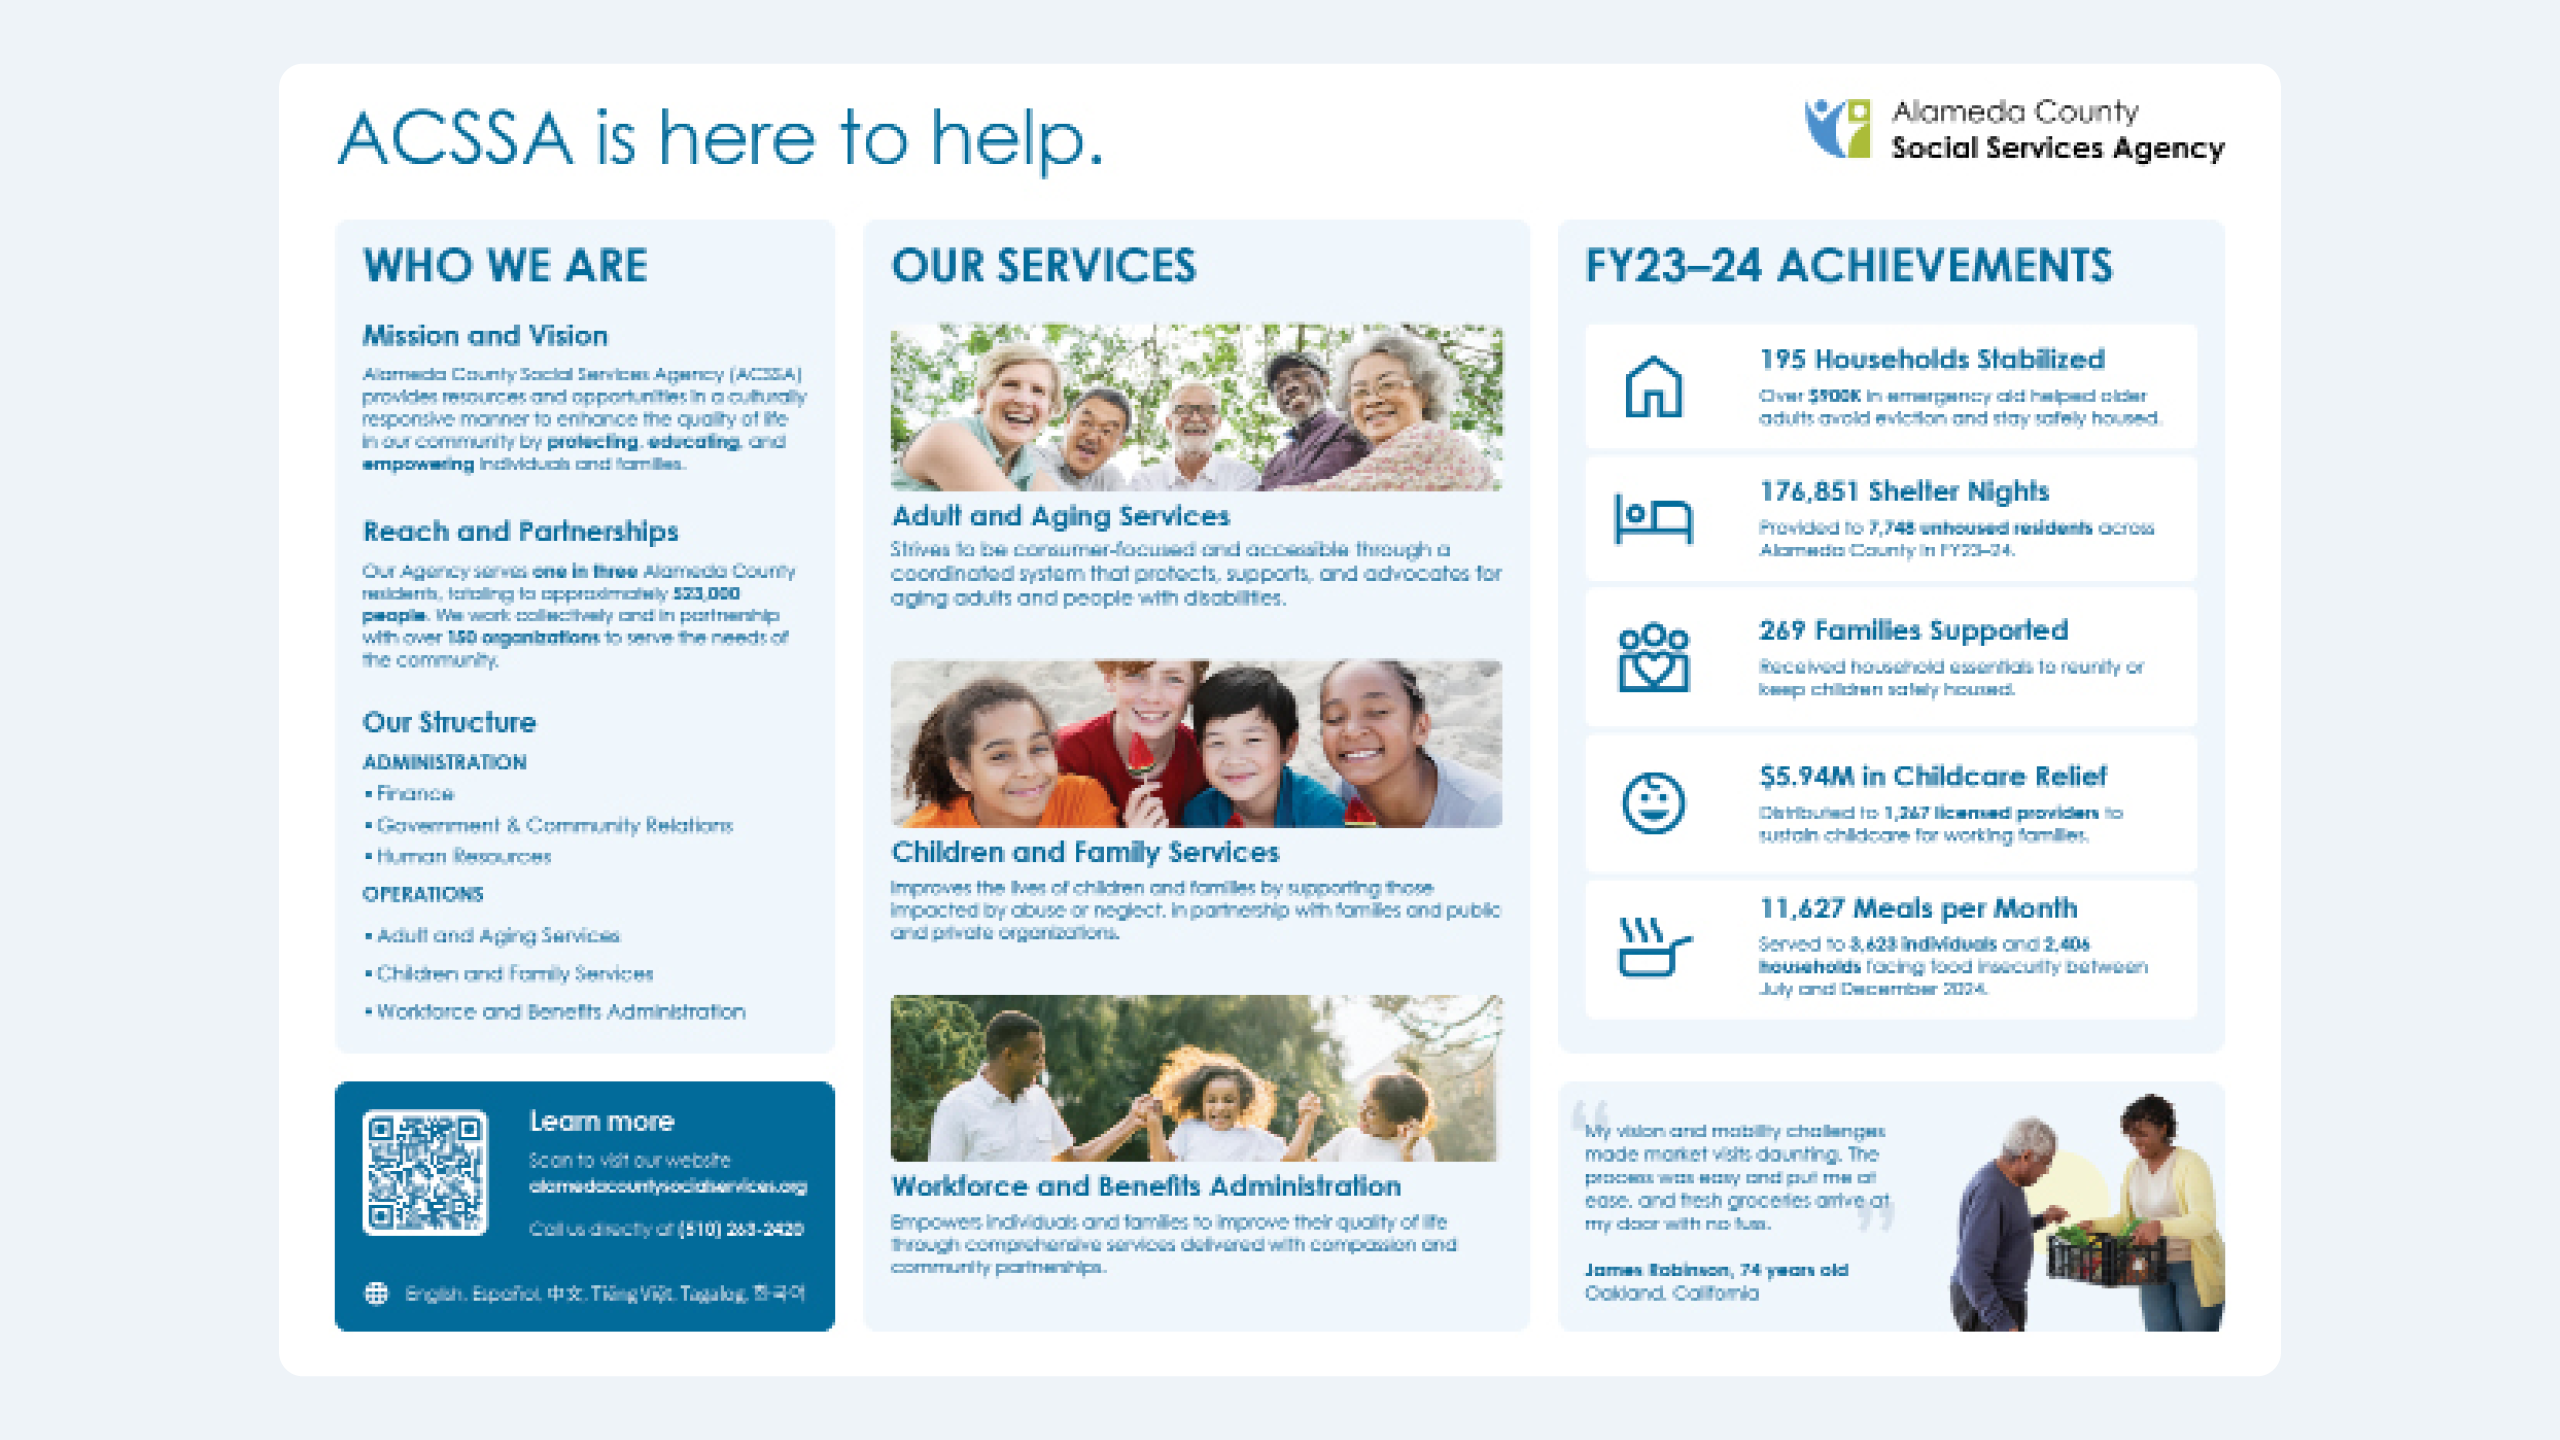 ACSSA is here to help.
Alameda County
Social Services Agency
WHO WE ARE
Mission and Vision
Alameda County Social Services Agency (ACSSA)
provides resources and opportunities in a culturally
responsive manner to enhance the quality of life
in our community by protecting, educating, and
empowering individuals and families.
Reach and Partnerships
Our Agency serves one in three Alameda County
residents, totaling to approximately 523,000
people. We work collectively and in partnership
with over 150 organizations to serve the needs of
the community.
Our Structure
ADMINISTRATION
▪ Finance
▪ Government & Community Relations
▪ Human Resources
OPERATIONS
▪ Adult and Aging Services
▪ Children and Family Services
▪ Workforce and Benefits Administration
Learn more
Scan to visit our website
alamedacountysocialservices.org
Call us directly at (510) 263-2420
English, Español, 中文, Tiếng Việt, Tagalog, 한국어
OUR SERVICES
Adult and Aging Services
Strives to be consumer-focused and accessible through a
coordinated system that protects, supports, and advocates for
aging adults and people with disabilities.
Children and Family Services
Improves the lives of children and families by supporting those
impacted by abuse or neglect, in partnership with families and public
and private organizations.
Workforce and Benefits Administration
Empowers individuals and families to improve their quality of life
through comprehensive services delivered with compassion and
community partnerships.
FY23–24 ACHIEVEMENTS
195 Households Stabilized
Over $900K in emergency aid helped older
adults avoid eviction and stay safely housed.
176,851 Shelter Nights
Provided to 7,748 unhoused residents across
Alameda County in FY23–24.
269 Families Supported
Received household essentials to reunify or
keep children safely housed.
$5.94M in Childcare Relief
Distributed to 1,267 licensed providers to
sustain childcare for working families.
11,627 Meals per Month
Served to 3,623 individuals and 2,406
households facing food insecurity between
July and December 2024.
“My vision and mobility challenges
made market visits daunting. The
process was easy and put me at
ease, and fresh groceries arrive at
my door with no fuss.”
James Robinson, 74 years old
Oakland, California